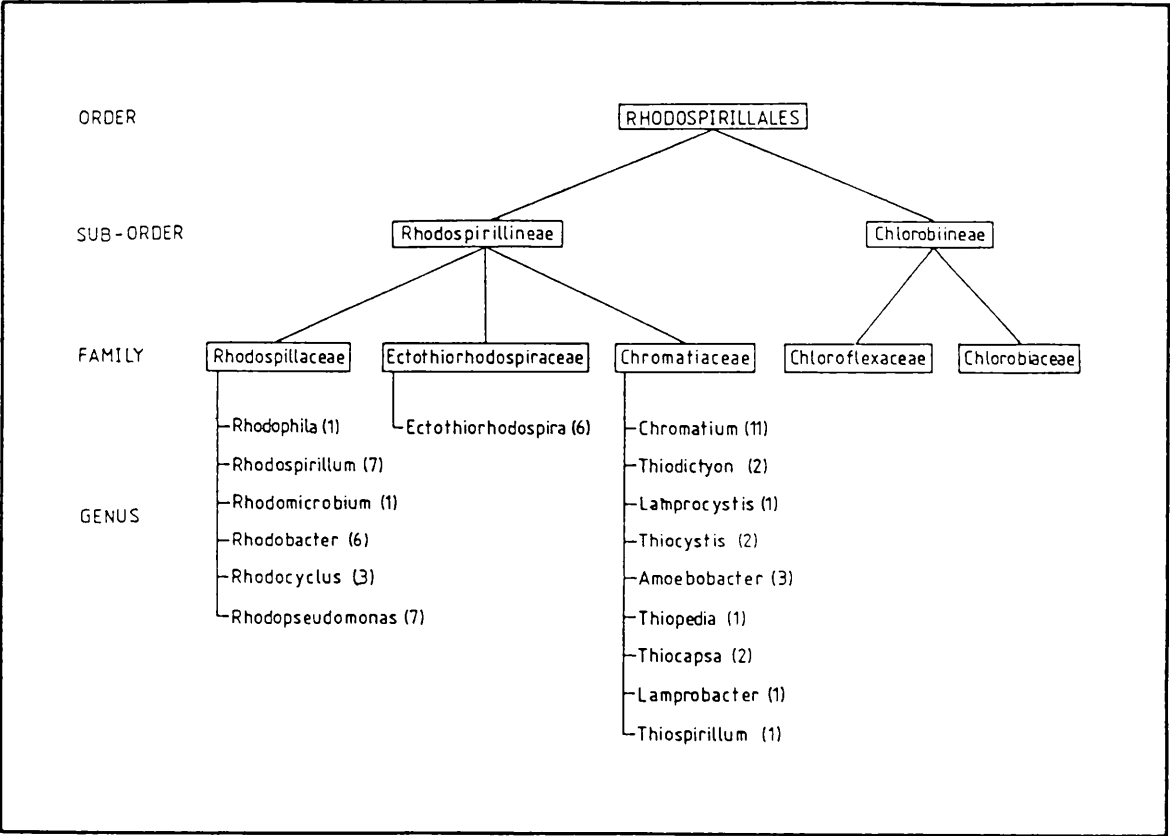 ORDER
RHODOSPIRILLALES
SUB-ORDER
Rhodospirillineae
Chlorobiineae
FAMILY
Rhodospillaceae
Ectothiorhodospiraceae
Chromatiaceae
Chloroflexaceae
Chlorobiaceae
GENUS
Rhodophila (1)
Rhodospirillum (7)
Rhodomicrobium (1)
Rhodobacter (6)
Rhodocyclus (3)
Rhodopseudomonas (7)
Ectothiorhodospira (6)
Chromatium (11)
Thiodictyon (2)
Lamprocystis (1)
Thiocystis (2)
Amoebobacter (3)
Thiopedia (1)
Thiocapsa (2)
Lamprobacter (1)
Thiospirillum (1)